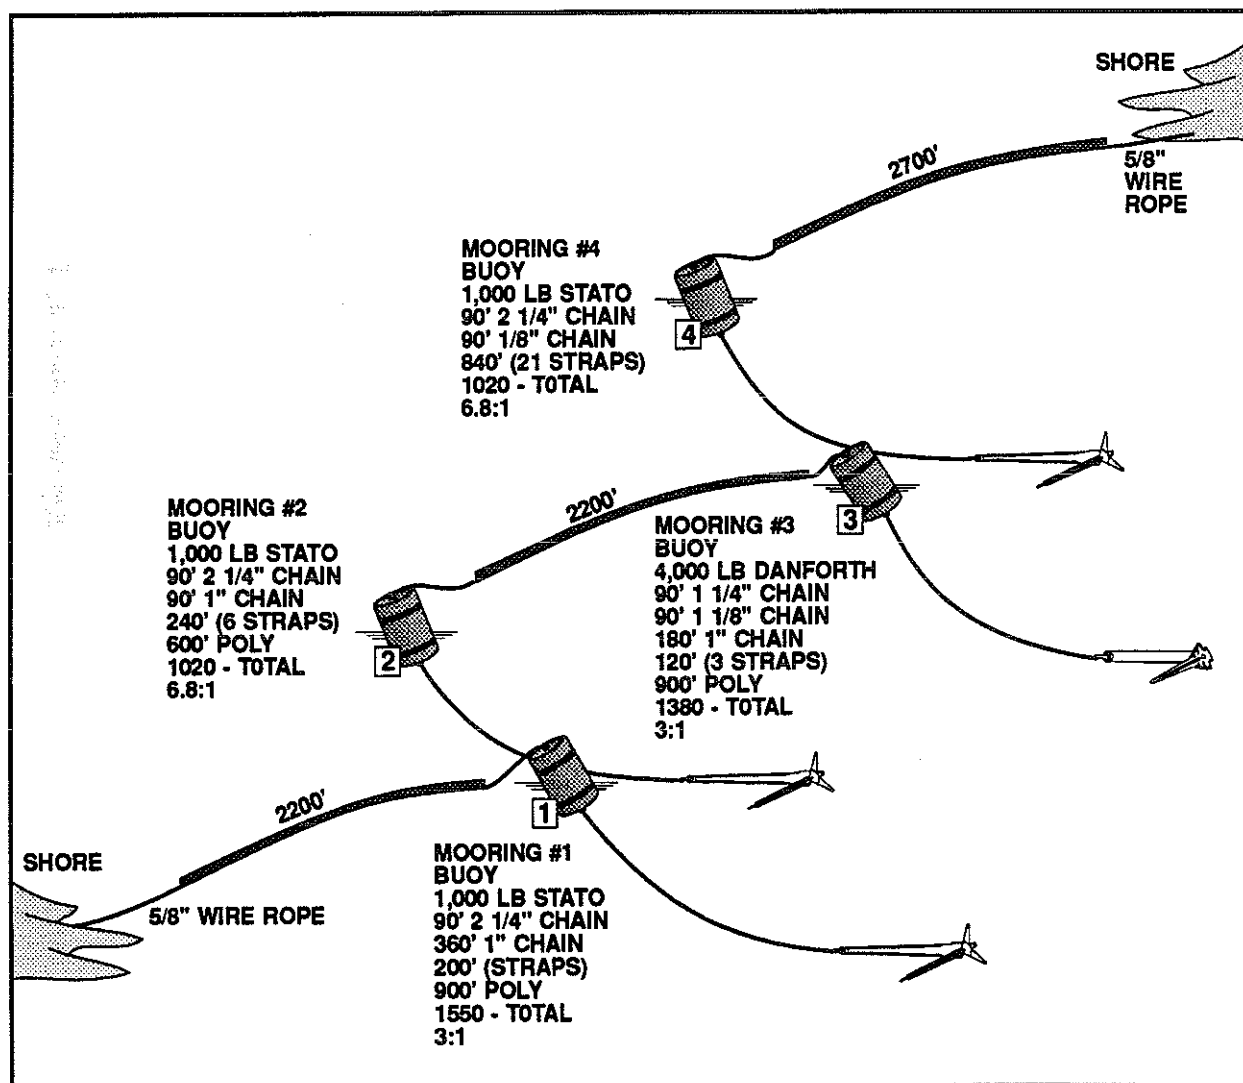 SHORE
2700'
5/8"
WIRE
ROPE
MOORING #4
BUOY
1,000 LB STATO
90' 2 1/4" CHAIN
90' 1/8" CHAIN
840' (21 STRAPS)
1020 - TOTAL
6.8:1
4
2200'
3
MOORING #2
BUOY
1,000 LB STATO
90' 2 1/4" CHAIN
90' 1" CHAIN
240' (6 STRAPS)
600' POLY
1020 - TOTAL
6.8:1
2
MOORING #3
BUOY
4,000 LB DANFORTH
90' 1 1/4" CHAIN
90' 1 1/8" CHAIN
180' 1" CHAIN
120' (3 STRAPS)
900' POLY
1380 - TOTAL
3:1
2200'
1
SHORE
5/8" WIRE ROPE
MOORING #1
BUOY
1,000 LB STATO
90' 2 1/4" CHAIN
360' 1" CHAIN
200' (STRAPS)
900' POLY
1550 - TOTAL
3:1